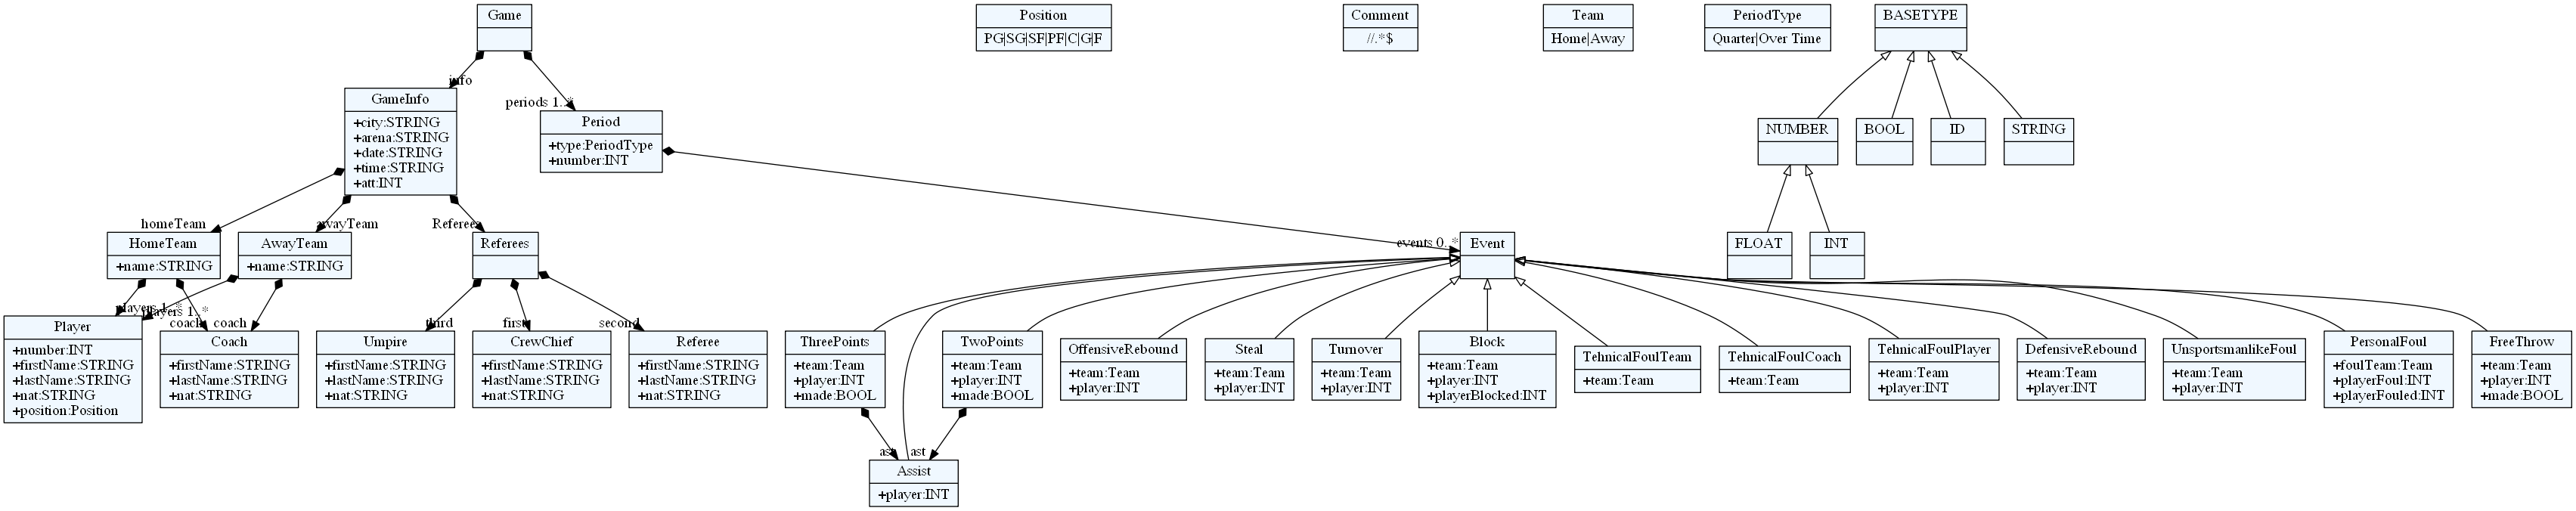 Game
Position
PG|SG|SF|PF|C|G|F
Comment
//.*$
Team
Home|Away
PeriodType
Quarter|Over Time
BASETYPE
info
periods 1..*
GameInfo
+city:STRING
+arena:STRING
+date:STRING
+time:STRING
+att:INT
Period
+type:PeriodType
+number:INT
NUMBER
BOOL
ID
STRING
homeTeam
awayTeam
Referees
events 0..*
HomeTeam
+name:STRING
AwayTeam
+name:STRING
Referees
Event
FLOAT
INT
players 1..*
players 1..*
coach
coach
third
first
second
Player
+number:INT
+firstName:STRING
+lastName:STRING
+nat:STRING
+position:Position
Coach
+firstName:STRING
+lastName:STRING
+nat:STRING
Umpire
+firstName:STRING
+lastName:STRING
+nat:STRING
CrewChief
+firstName:STRING
+lastName:STRING
+nat:STRING
Referee
+firstName:STRING
+lastName:STRING
+nat:STRING
ThreePoints
+team:Team
+player:INT
+made:BOOL
TwoPoints
+team:Team
+player:INT
+made:BOOL
OffensiveRebound
+team:Team
+player:INT
Steal
+team:Team
+player:INT
Turnover
+team:Team
+player:INT
Block
+team:Team
+player:INT
+playerBlocked:INT
TehnicalFoulTeam
+team:Team
TehnicalFoulCoach
+team:Team
TehnicalFoulPlayer
+team:Team
+player:INT
DefensiveRebound
+team:Team
+player:INT
UnsportsmanlikeFoul
+team:Team
+player:INT
PersonalFoul
+foulTeam:Team
+playerFoul:INT
+playerFouled:INT
FreeThrow
+team:Team
+player:INT
+made:BOOL
ast
ast
Assist
+player:INT